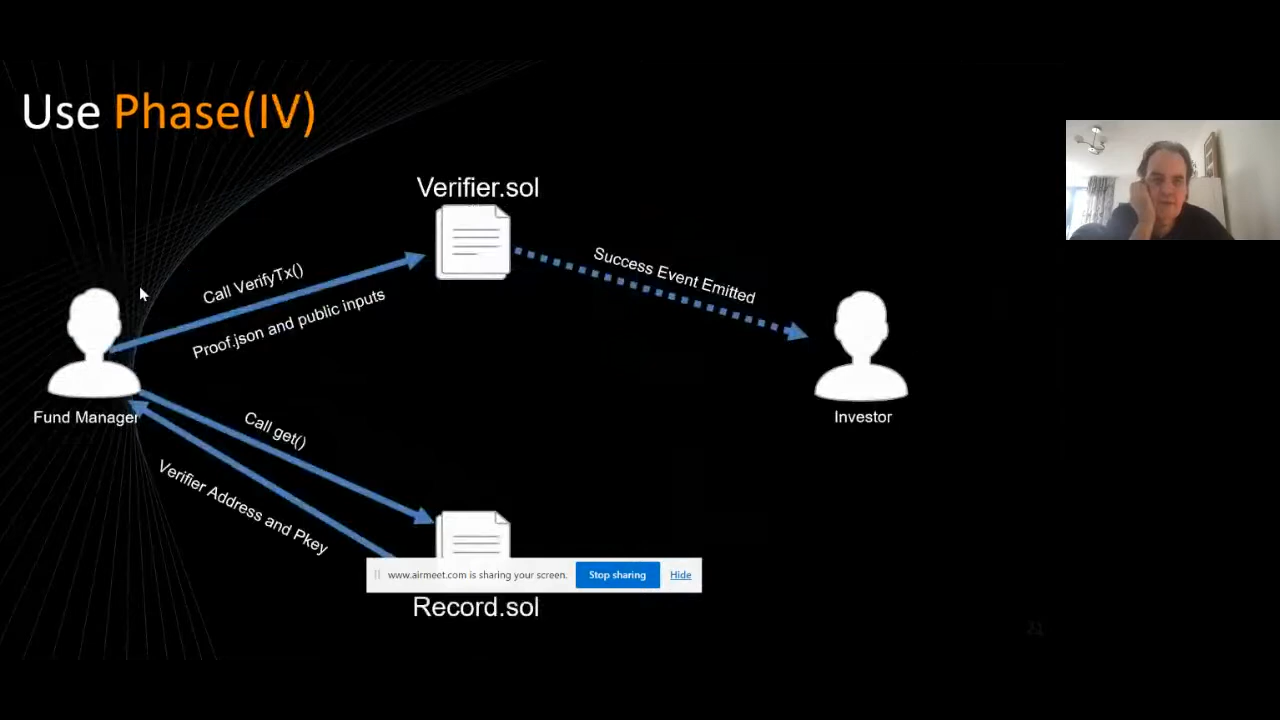 Use Phase(IV)
Verifier.sol
Call VerifyTx()
Proof.json and public inputs
Success Event Emitted
Fund Manager
Investor
Call get()
Verifier Address and Pkey
www.airmeet.com is sharing your screen.
Stop sharing
Hide
Record.sol
21